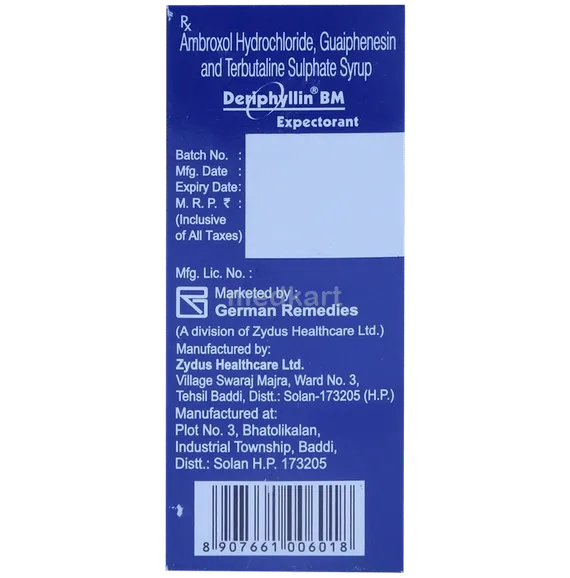 Rx
Ambroxol Hydrochloride, Guaiphenesin
and Terbutaline Sulphate Syrup
Deriphyllin® BM
Expectorant
Batch No. :
Mfg. Date :
Expiry Date:
M. R. P. ₹ :
(Inclusive
of All Taxes)
Mfg. Lic. No. :
medkart
Marketed by :
German Remedies
(A division of Zydus Healthcare Ltd.)
Manufactured by:
Zydus Healthcare Ltd.
Village Swaraj Majra, Ward No. 3,
Tehsil Baddi, Distt.: Solan-173205 (H.P.)
Manufactured at:
Plot No. 3, Bhatolikalan,
Industrial Township, Baddi,
Distt.: Solan H.P. 173205
8 907661 006018